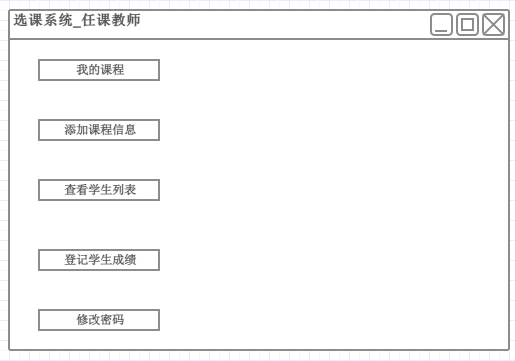 选课系统_任课教师
我的课程
添加课程信息
查看学生列表
登记学生成绩
修改密码